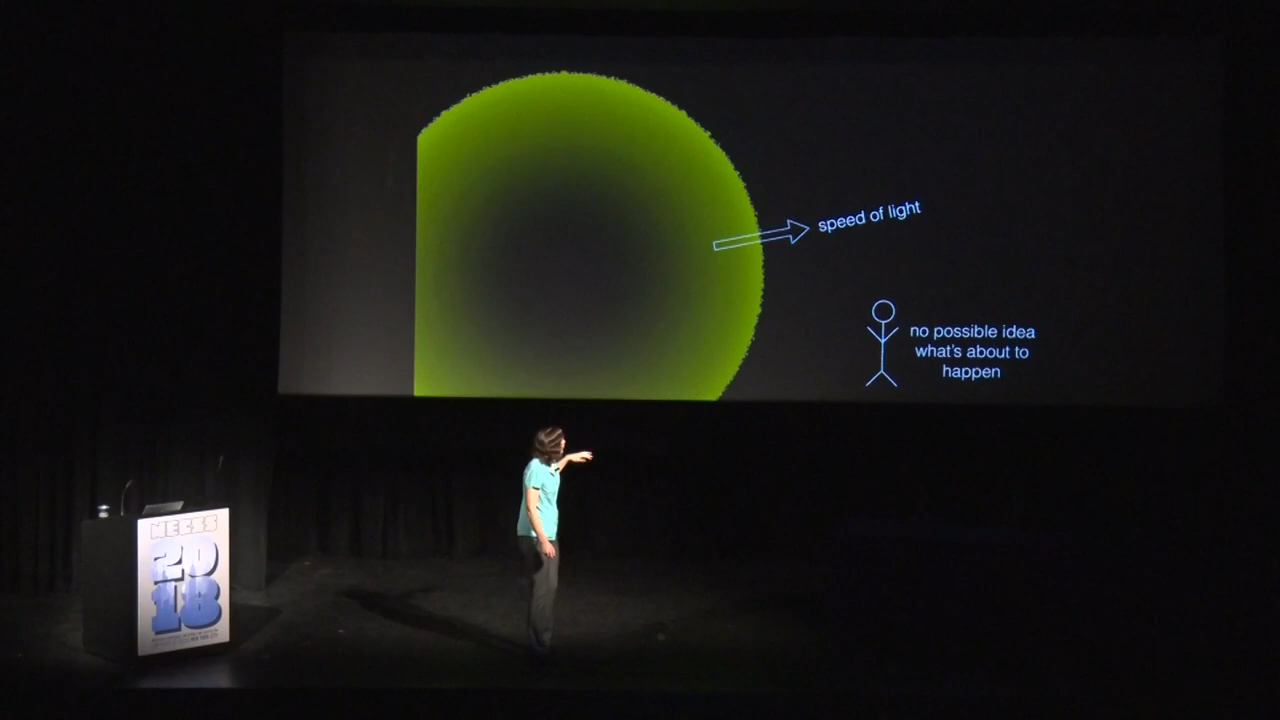 speed of light
no possible idea
what's about to
happen
NECSS
20
18